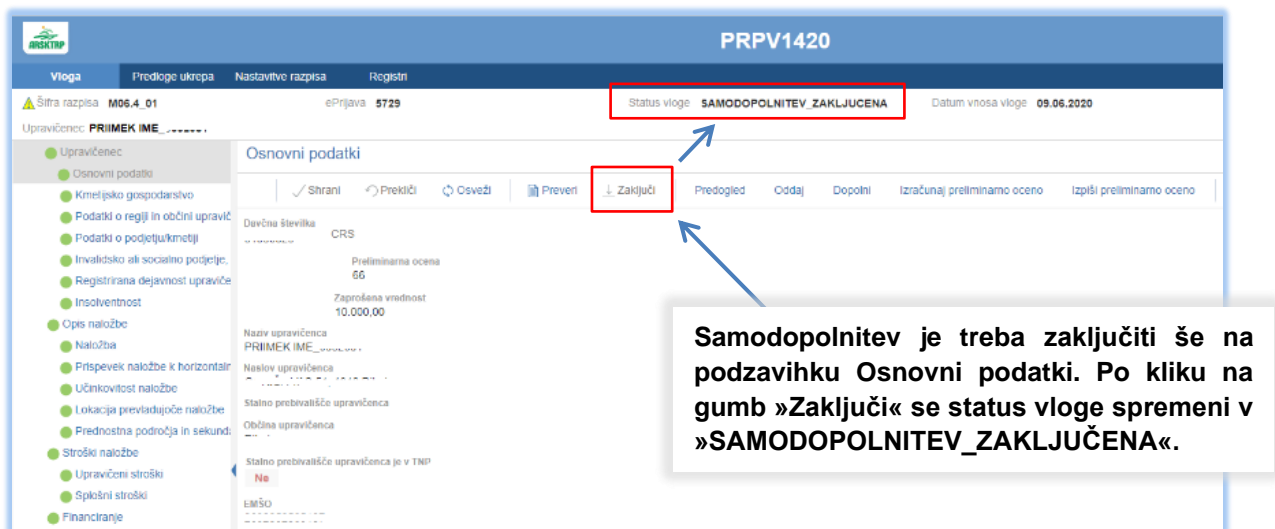 ARSKTRP
PRPV1420
Vloga Predloge ukrepa Nastavitve razpisa Registri
Šifra razpisa M06.4_01 ePrijava 5729 Status vloge SAMODOPOLNITEV_ZAKLJUCENA Datum vnosa vloge 09.06.2020
Upravičenec PRIIMEK IME_
Upravičenec
Osnovni podatki
Kmetijsko gospodarstvo
Podatki o regiji in občini upravič
Podatki o podjetju/kmetiji
Invalidsko ali socialno podjetje,
Registrirana dejavnost upraviče
Insolventnost
Opis naložbe
Naložba
Prispevek naložbe k horizontaln
Učinkovitost naložbe
Lokacija prevladujoče naložbe
Prednostna področja in sekunda
Stroški naložbe
Upravičeni stroški
Splošni stroški
Financiranje
Osnovni podatki
Shrani Prekliči Osveži Preveri Zaključi Predogled Oddaj Dopolni Izračunaj preliminarno oceno Izpiši preliminarno oceno
Davčna številka
CRS
Preliminarna ocena
66
Zaprošena vrednost
10.000,00
Naziv upravičenca
PRIIMEK IME_
Naslov upravičenca
Stalno prebivališče upravičenca
Občina upravičenca
Stalno prebivališče upravičenca je v TNP
Ne
EMŠO
Samodopolnitev je treba zaključiti še na
podzavihku Osnovni podatki. Po kliku na
gumb »Zaključi« se status vloge spremeni v
»SAMODOPOLNITEV_ZAKLJUČENA«.